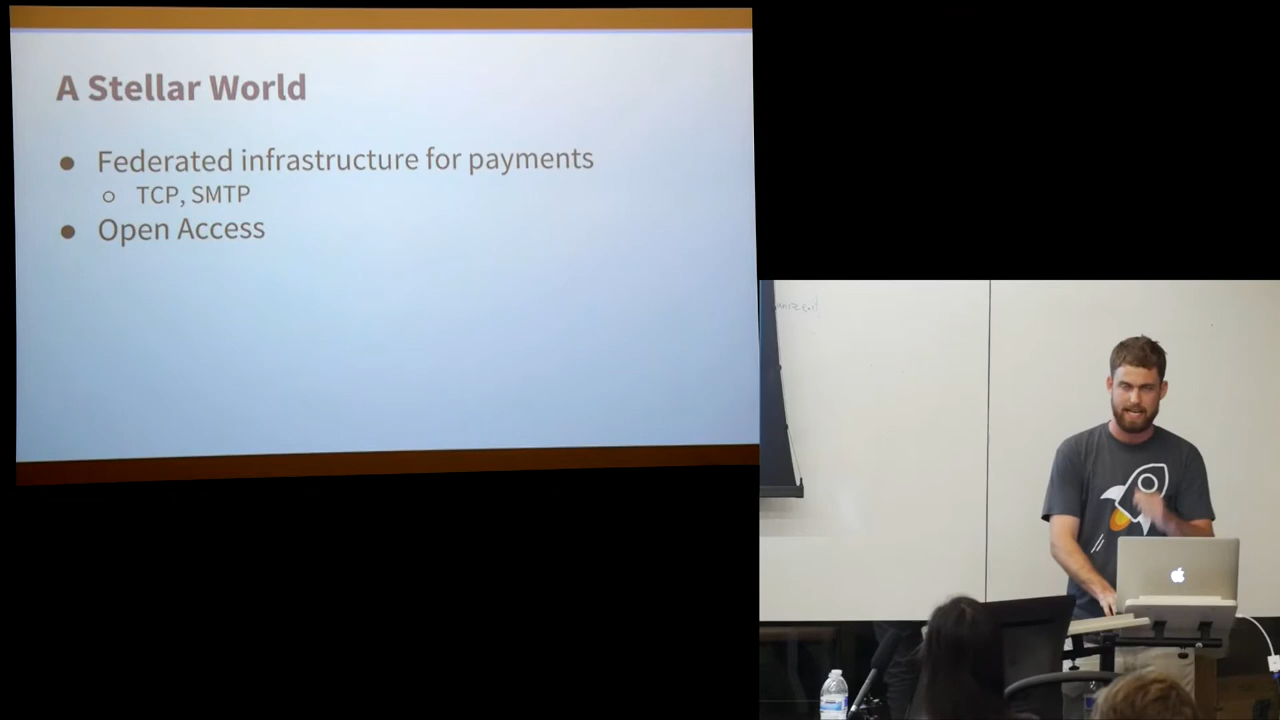 A Stellar World
● Federated infrastructure for payments
○ TCP, SMTP
● Open Access